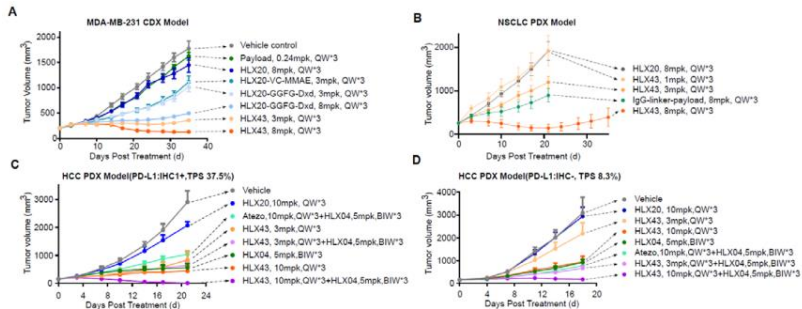 A
MDA-MB-231 CDX Model
Tumor Volume (mm³)
2000
1500
1000
500
0
0 10 20 30 40
Days Post Treatment (d)
Vehicle control
Payload, 0.24mpk, QW*3
HLX20, 8mpk, QW*3
HLX20-VC-MMAE, 3mpk, QW*3
HLX20-GGFG-Dxd, 3mpk, QW*3
HLX20-GGFG-Dxd, 8mpk, QW*3
HLX43, 3mpk, QW*3
HLX43, 8mpk, QW*3
B
NSCLC PDX Model
Tumor Volume (mm³)
2000
1000
0
0 10 20 30
Days Post Treatment (d)
HLX20, 8mpk, QW*3
HLX43, 1mpk, QW*3
HLX43, 3mpk, QW*3
IgG-linker-payload, 8mpk, QW*3
HLX43, 8mpk, QW*3
C
HCC PDX Model(PD-L1:IHC1+,TPS 37.5%)
Tumor volume (mm³)
3000
2000
1000
0
0 6 12 18 24
Days Post Treatment (d)
Vehicle
HLX20,10mpk, QW*3
Atezo,10mpk,QW*3+HLX04,5mpk,BIW*3
HLX43, 3mpk,QW*3
HLX43, 3mpk,QW*3+HLX04,5mpk,BIW*3
HLX04, 5mpk,BIW*3
HLX43, 10mpk,QW*3
HLX43, 10mpk,QW*3+HLX04,5mpk,BIW*3
D
HCC PDX Model(PD-L1:IHC-, TPS 8.3%)
Tumor volume (mm³)
4000
3000
2000
1000
0
0 5 10 15 20
Days Post Treatment (d)
Vehicle
HLX20, 10mpk,QW*3
HLX43, 3mpk,QW*3
HLX43, 10mpk,QW*3
HLX04, 5mpk,BIW*3
Atezo,10mpk,QW*3+HLX04,5mpk,BIW*3
HLX43, 3mpk,QW*3+HLX04,5mpk,BIW*3
HLX43, 10mpk,QW*3+HLX04,5mpk,BIW*3